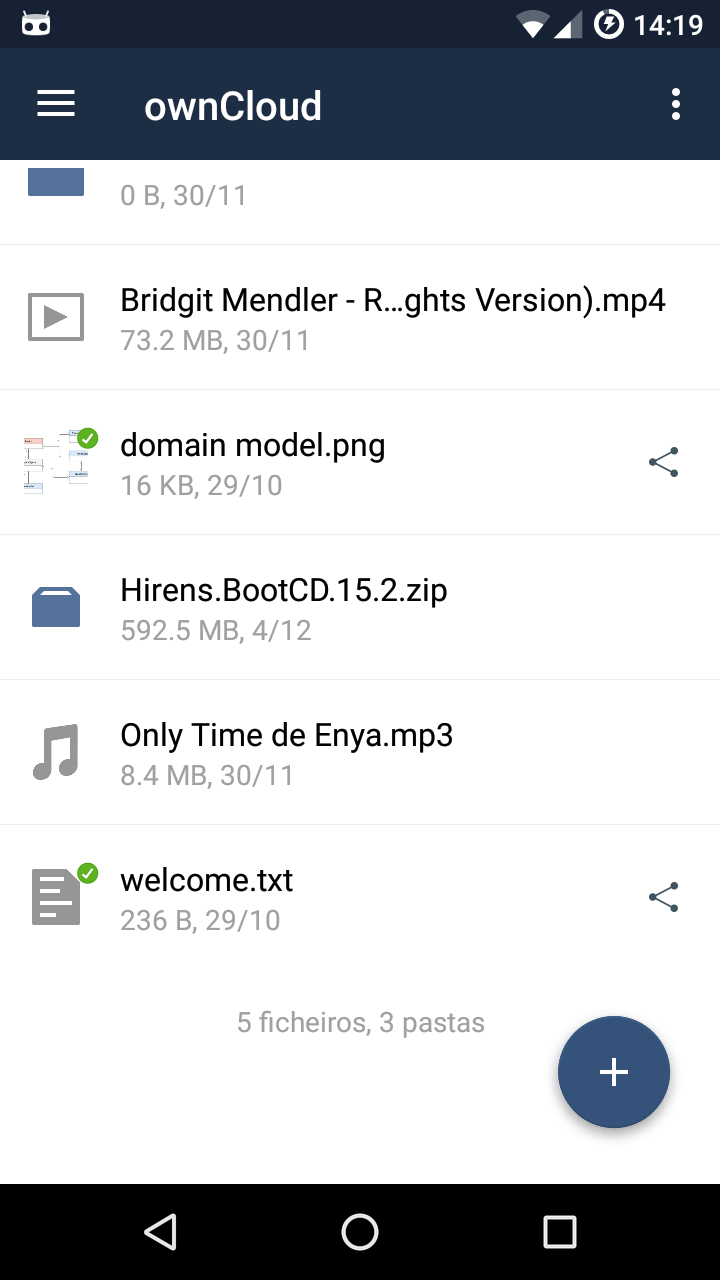 14:19
ownCloud
0 B, 30/11
Bridgit Mendler - R...ghts Version).mp4
73.2 MB, 30/11
domain model.png
16 KB, 29/10
Hirens.BootCD.15.2.zip
592.5 MB, 4/12
Only Time de Enya.mp3
8.4 MB, 30/11
welcome.txt
236 B, 29/10
5 ficheiros, 3 pastas